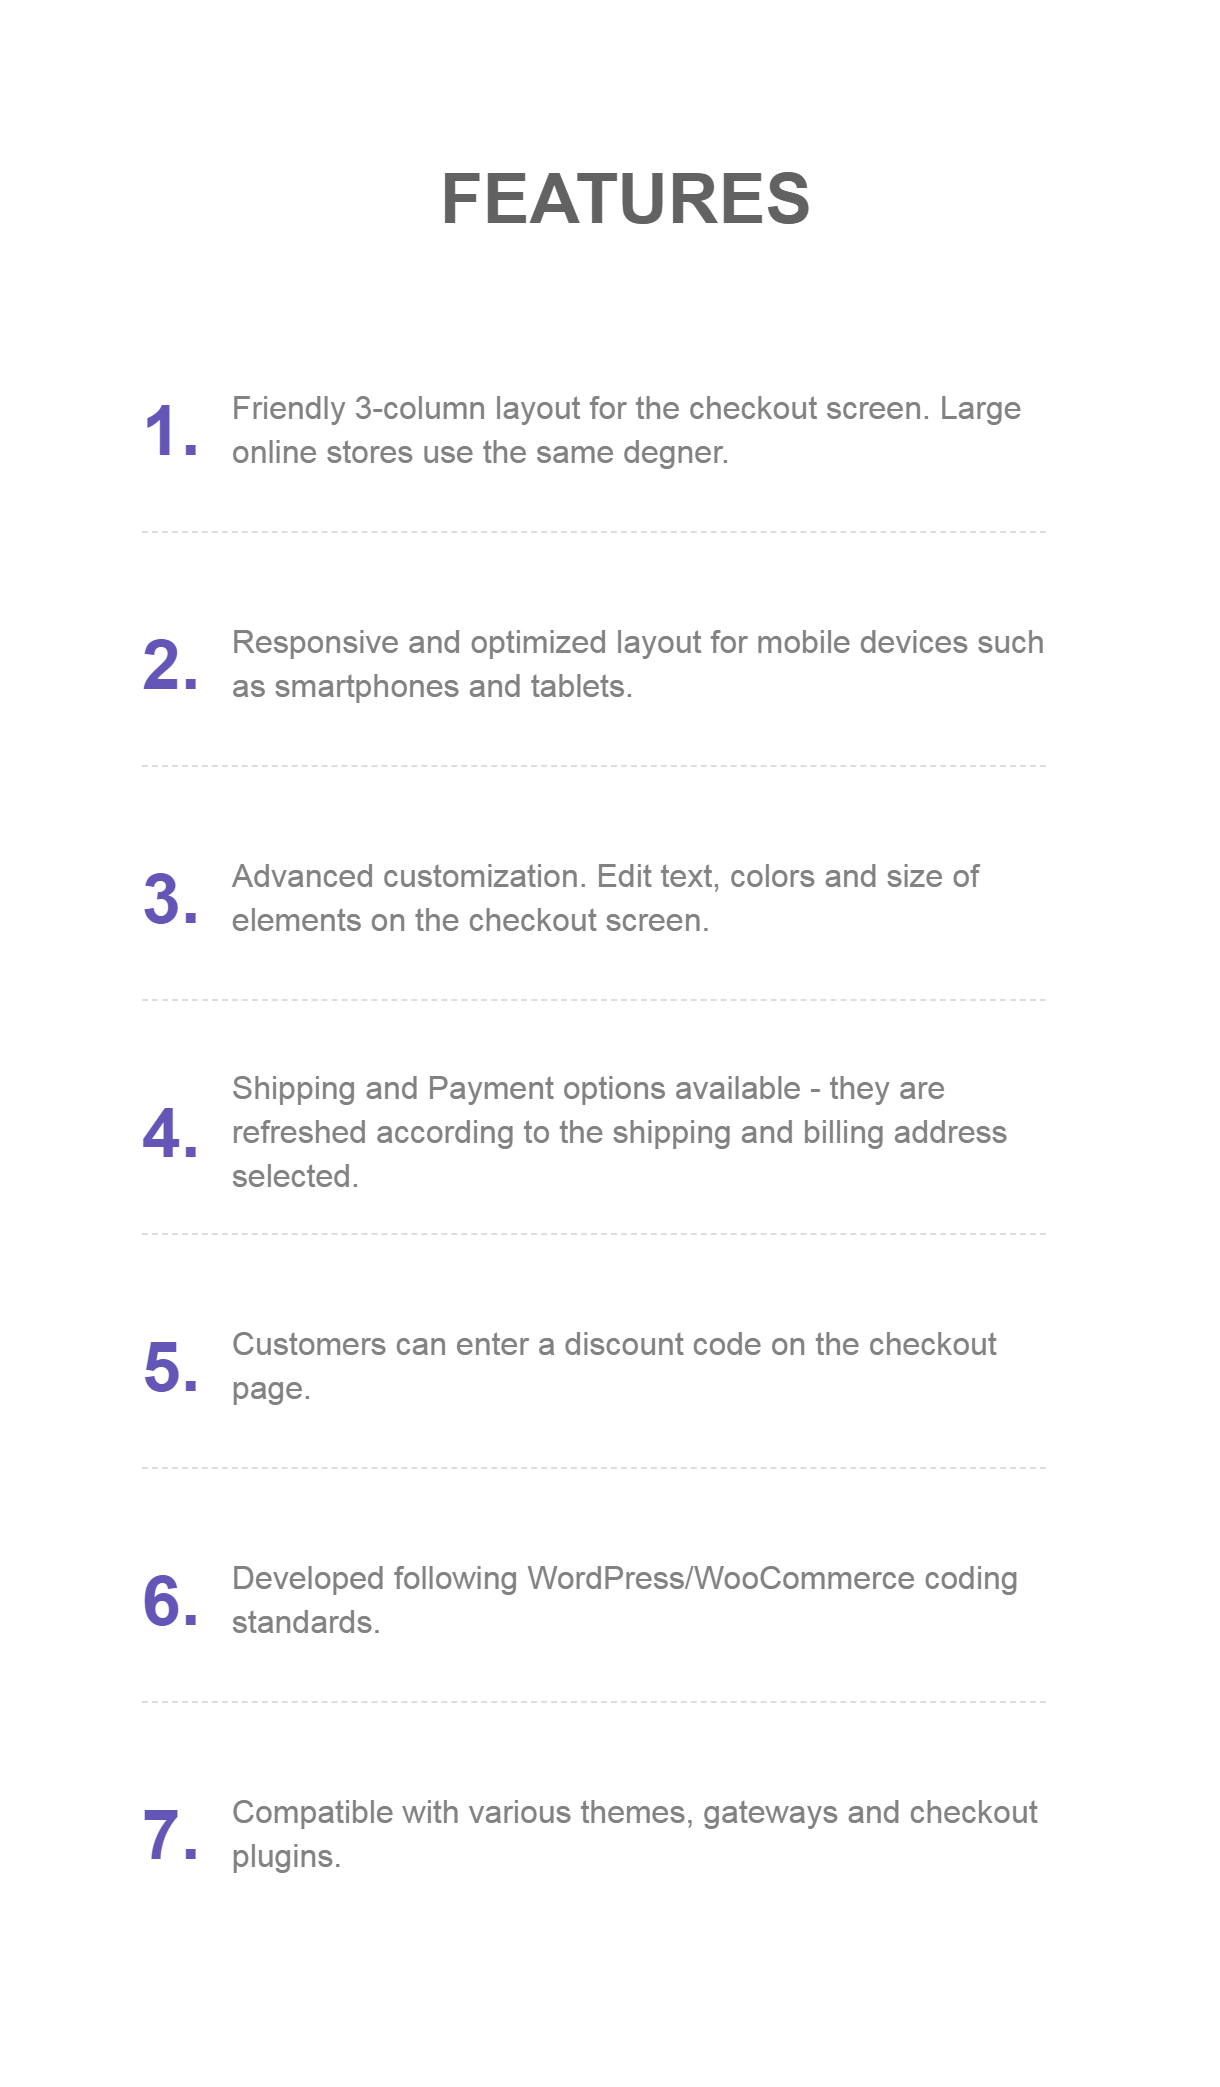 FEATURES
1. Friendly 3-column layout for the checkout screen. Large
online stores use the same degner.
2. Responsive and optimized layout for mobile devices such
as smartphones and tablets.
3. Advanced customization. Edit text, colors and size of
elements on the checkout screen.
4. Shipping and Payment options available - they are
refreshed according to the shipping and billing address
selected.
5. Customers can enter a discount code on the checkout
page.
6. Developed following WordPress/WooCommerce coding
standards.
7. Compatible with various themes, gateways and checkout
plugins.